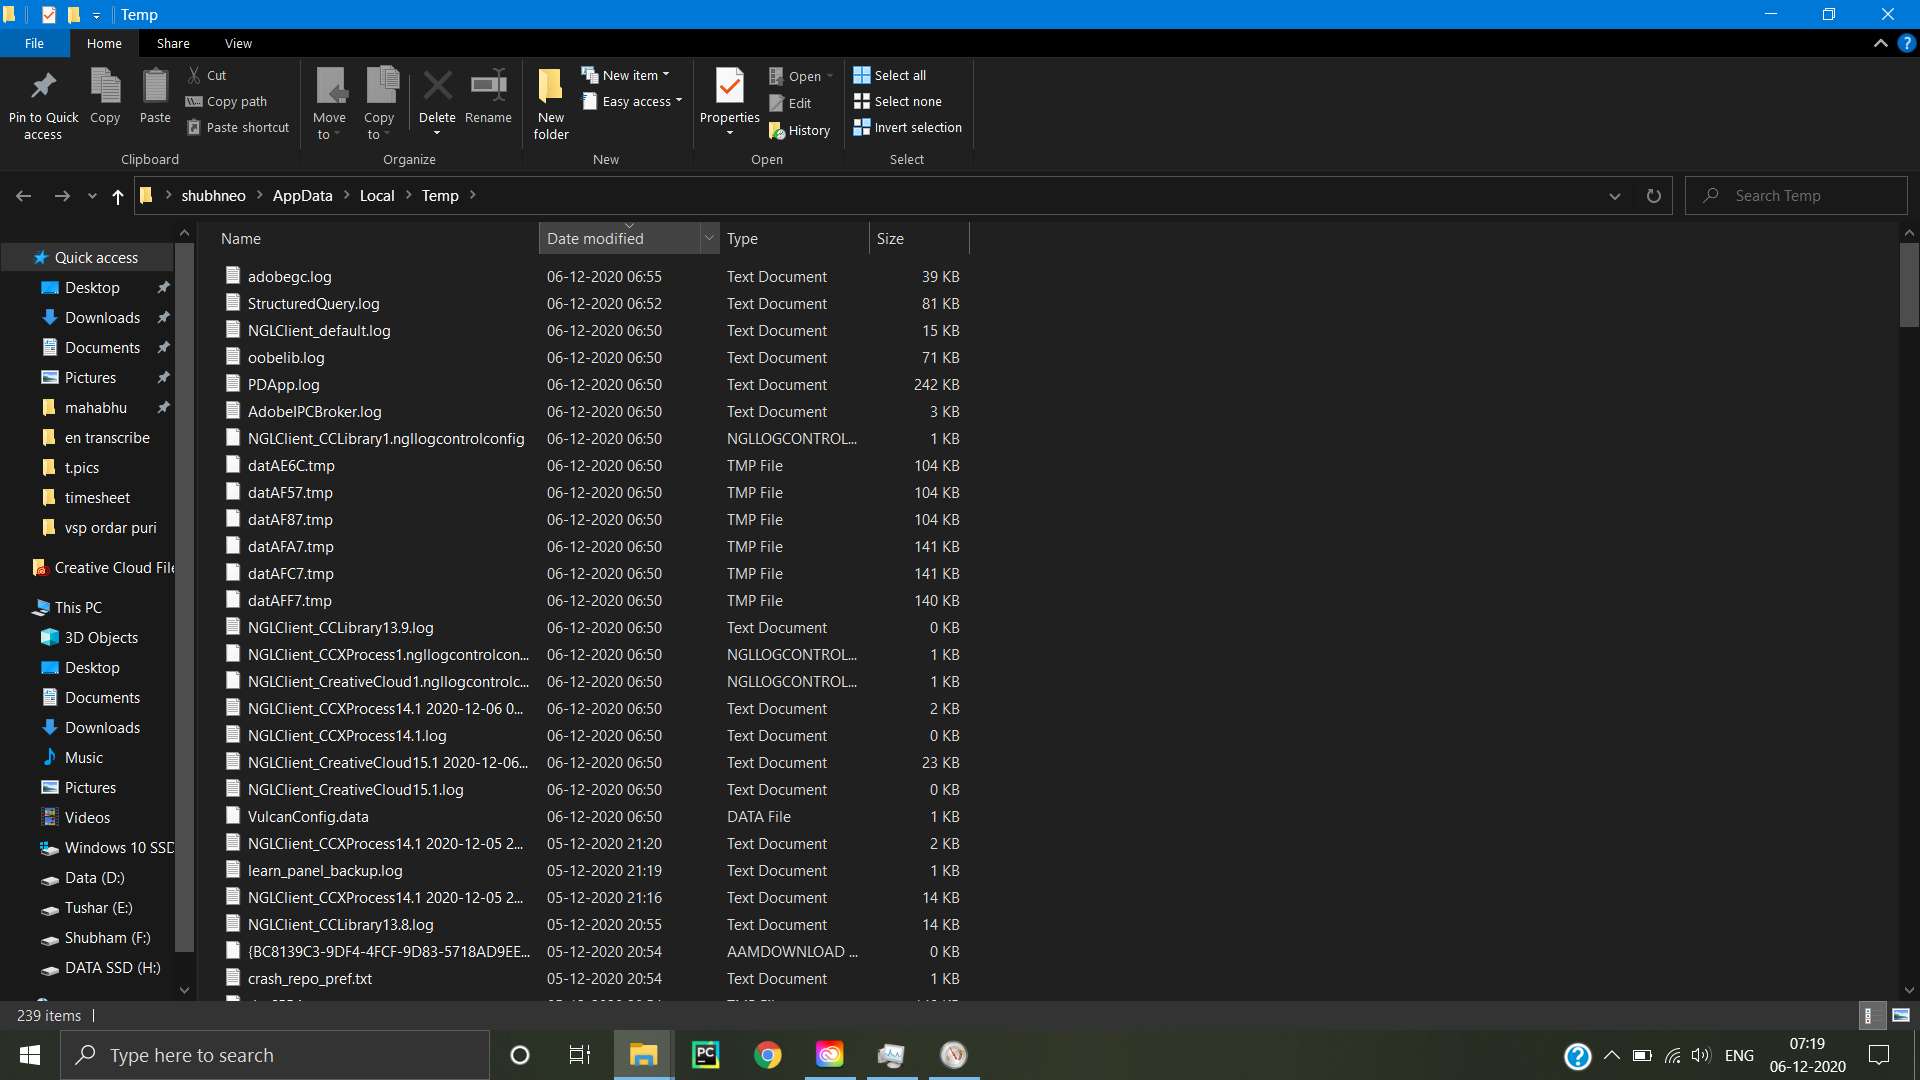 Temp
File Home Share View
Pin to Quick access
Copy
Paste
Cut
Copy path
Paste shortcut
Clipboard
Move to
Copy to
Delete
Rename
Organize
New folder
New item
Easy access
New
Properties
Open
Edit
History
Open
Select all
Select none
Invert selection
Select
shubhneo AppData Local Temp
Search Temp
Quick access
Desktop
Downloads
Documents
Pictures
mahabhu
en transcribe
t.pics
timesheet
vsp ordar puri
Creative Cloud File
This PC
3D Objects
Desktop
Documents
Downloads
Music
Pictures
Videos
Windows 10 SSD
Data (D:)
Tushar (E:)
Shubham (F:)
DATA SSD (H:)
Name Date modified Type Size
adobegc.log 06-12-2020 06:55 Text Document 39 KB
StructuredQuery.log 06-12-2020 06:52 Text Document 81 KB
NGLClient_default.log 06-12-2020 06:50 Text Document 15 KB
oobelib.log 06-12-2020 06:50 Text Document 71 KB
PDApp.log 06-12-2020 06:50 Text Document 242 KB
AdobeIPCBroker.log 06-12-2020 06:50 Text Document 3 KB
NGLClient_CCLibrary1.ngllogcontrolconfig 06-12-2020 06:50 NGLLOGCONTROL... 1 KB
datAE6C.tmp 06-12-2020 06:50 TMP File 104 KB
datAF57.tmp 06-12-2020 06:50 TMP File 104 KB
datAF87.tmp 06-12-2020 06:50 TMP File 104 KB
datAFA7.tmp 06-12-2020 06:50 TMP File 141 KB
datAFC7.tmp 06-12-2020 06:50 TMP File 141 KB
datAFF7.tmp 06-12-2020 06:50 TMP File 140 KB
NGLClient_CCLibrary13.9.log 06-12-2020 06:50 Text Document 0 KB
NGLClient_CCXProcess1.ngllogcontrolcon... 06-12-2020 06:50 NGLLOGCONTROL... 1 KB
NGLClient_CreativeCloud1.ngllogcontrolc... 06-12-2020 06:50 NGLLOGCONTROL... 1 KB
NGLClient_CCXProcess14.1 2020-12-06 0... 06-12-2020 06:50 Text Document 2 KB
NGLClient_CCXProcess14.1.log 06-12-2020 06:50 Text Document 0 KB
NGLClient_CreativeCloud15.1 2020-12-06... 06-12-2020 06:50 Text Document 23 KB
NGLClient_CreativeCloud15.1.log 06-12-2020 06:50 Text Document 0 KB
VulcanConfig.data 06-12-2020 06:50 DATA File 1 KB
NGLClient_CCXProcess14.1 2020-12-05 2... 05-12-2020 21:20 Text Document 2 KB
learn_panel_backup.log 05-12-2020 21:19 Text Document 1 KB
NGLClient_CCXProcess14.1 2020-12-05 2... 05-12-2020 21:16 Text Document 14 KB
NGLClient_CCLibrary13.8.log 05-12-2020 20:55 Text Document 14 KB
{BC8139C3-9DF4-4FCF-9D83-5718AD9EE... 05-12-2020 20:54 AAMDOWNLOAD ... 0 KB
crash_repo_pref.txt 05-12-2020 20:54 Text Document 1 KB
239 items
Type here to search
PC
ENG
07:19
06-12-2020